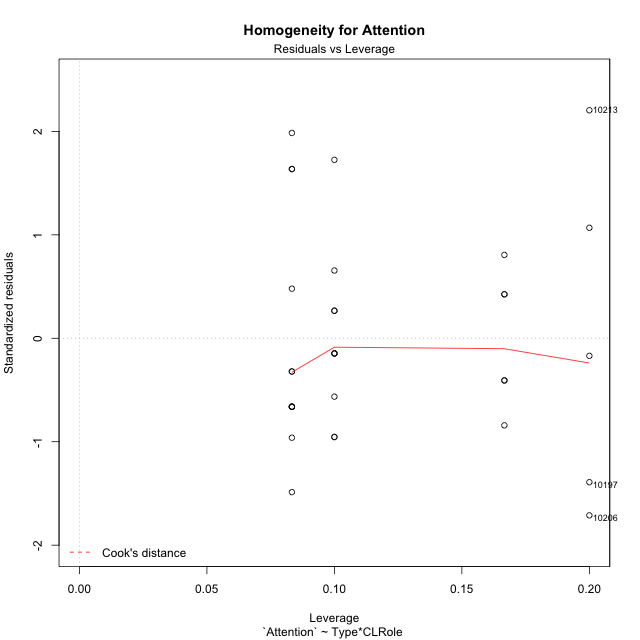 Homogeneity for Attention
Residuals vs Leverage
Standardized residuals
2
1
0
-1
-2
10213
10197
10206
Cook's distance
0.00 0.05 0.10 0.15 0.20
Leverage
`Attention` ~ Type*CLRole